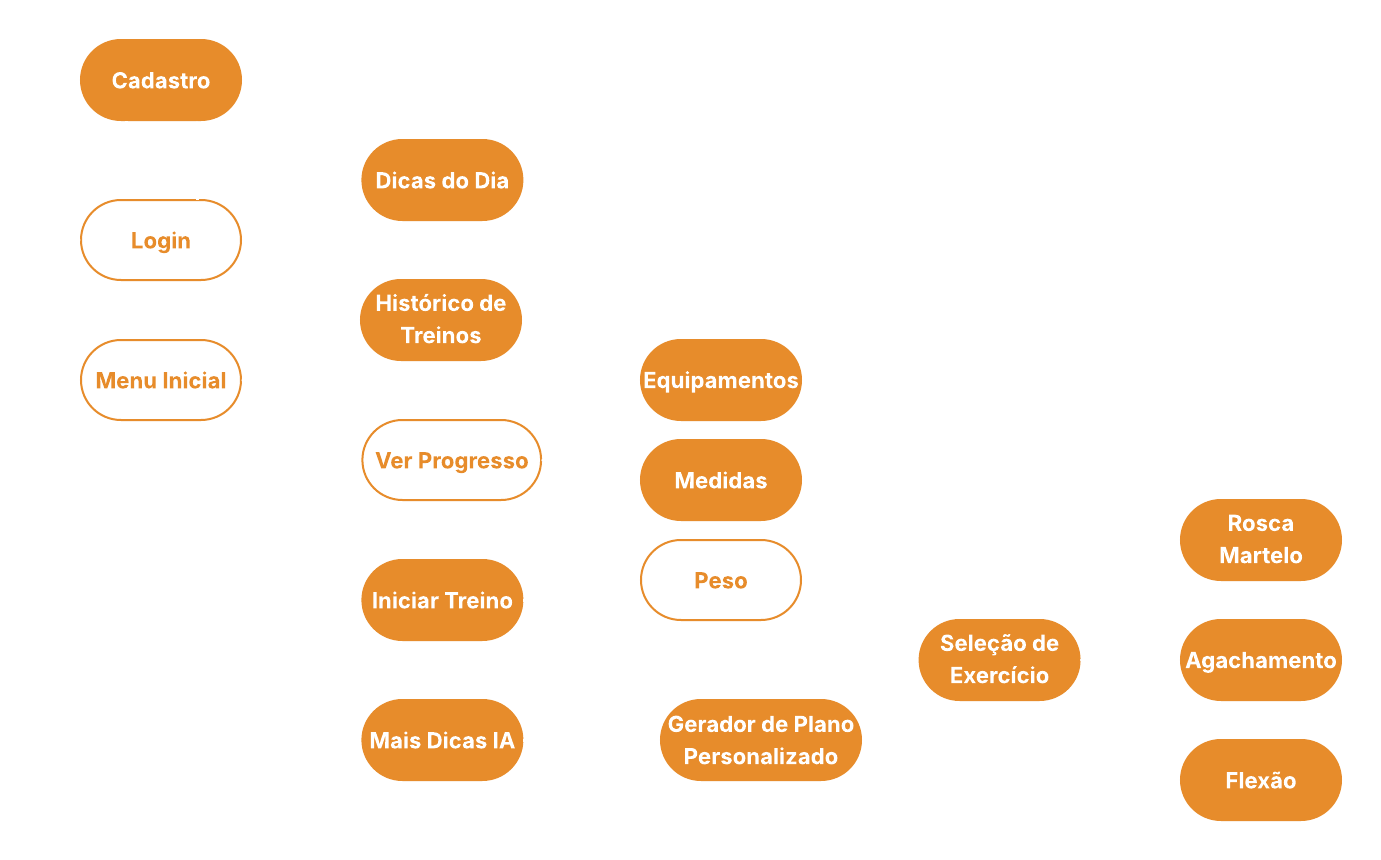 Cadastro
Login
Menu Inicial
Dicas do Dia
Histórico de
Treinos
Ver Progresso
Iniciar Treino
Mais Dicas IA
Equipamentos
Medidas
Peso
Gerador de Plano
Personalizado
Seleção de
Exercício
Rosca
Martelo
Agachamento
Flexão